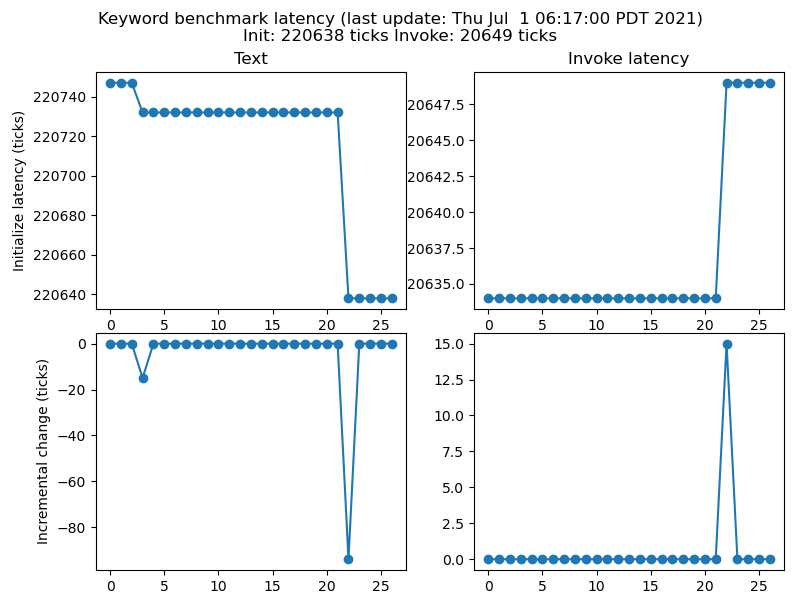 Keyword benchmark latency (last update: Thu Jul  1 06:17:00 PDT 2021)
Init: 220638 ticks Invoke: 20649 ticks
Text
Invoke latency
Initialize latency (ticks)
220740
220720
220700
220680
220660
220640
0 5 10 15 20 25
20647.5
20645.0
20642.5
20640.0
20637.5
20635.0
0 5 10 15 20 25
Incremental change (ticks)
0
−20
−40
−60
−80
0 5 10 15 20 25
15.0
12.5
10.0
7.5
5.0
2.5
0.0
0 5 10 15 20 25